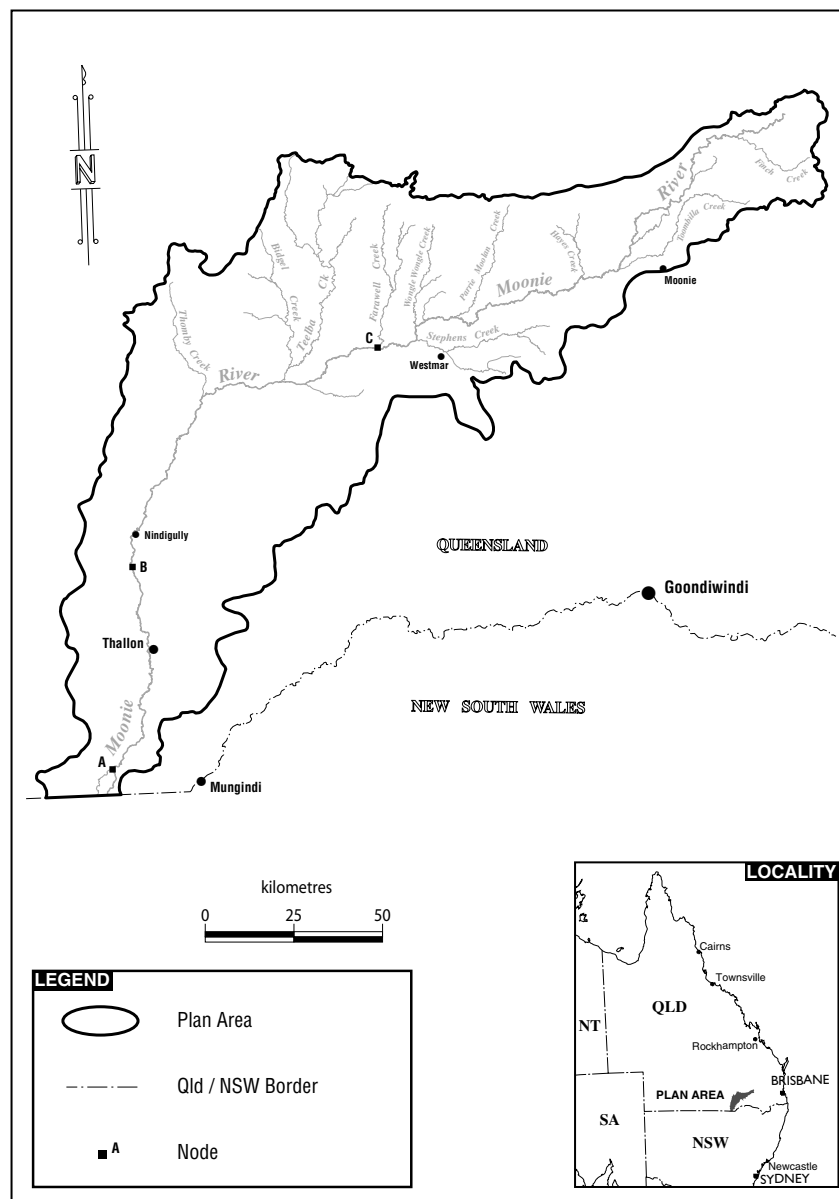 N
River
Finch
Creek
Toombilla Creek
Moonie
Hayes Creek
Parrie Moolan Creek
Moonie
Wongle Wongle Creek
Farawell Creek
Bidgel
Creek
Teelba Ck
Thomby Creek
C
Stephens Creek
Westmar
River
Nindigully
B
QUEENSLAND
Goondiwindi
Thallon
NEW SOUTH WALES
Moonie
A
Mungindi
kilometres
0 25 50
LEGEND
Plan Area
Qld / NSW Border
A Node
LOCALITY
Cairns
Townsville
QLD
NT
Rockhampton
BRISBANE
PLAN AREA
SA
NSW
Newcastle
SYDNEY